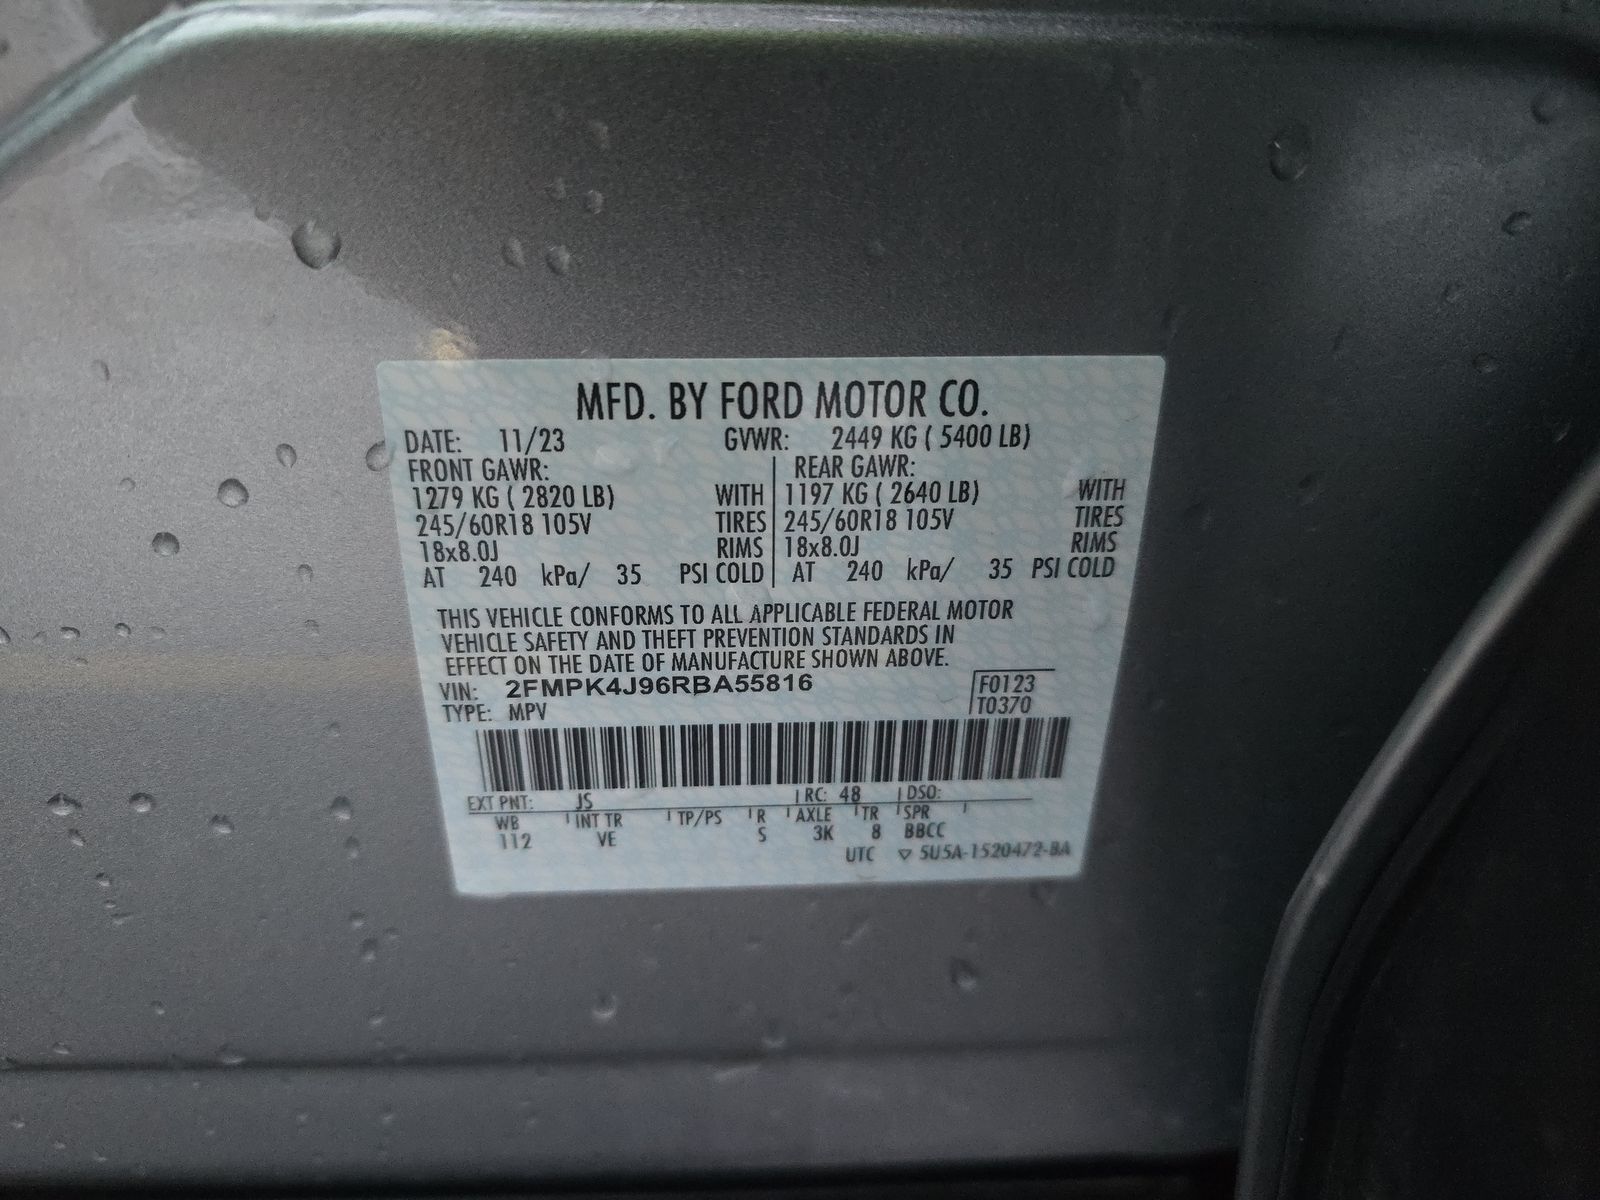 MFD. BY FORD MOTOR CO.
DATE: 11/23 GVWR: 2449 KG ( 5400 LB)
FRONT GAWR: REAR GAWR:
1279 KG ( 2820 LB) WITH 1197 KG ( 2640 LB) WITH
245/60R18 105V TIRES 245/60R18 105V TIRES
18x8.0J RIMS 18x8.0J RIMS
AT 240 kPa/ 35 PSI COLD AT 240 kPa/ 35 PSI COLD
THIS VEHICLE CONFORMS TO ALL APPLICABLE FEDERAL MOTOR
VEHICLE SAFETY AND THEFT PREVENTION STANDARDS IN
EFFECT ON THE DATE OF MANUFACTURE SHOWN ABOVE.
VIN: 2FMPK4J96RBA55816 F0123
TYPE: MPV T0370
EXT PNT: JS RC: 48 DSO:
WB INT TR TP/PS R AXLE TR SPR
112 VE S 3K 8 BBCC
UTC ▽ 5U5A-1520472-BA